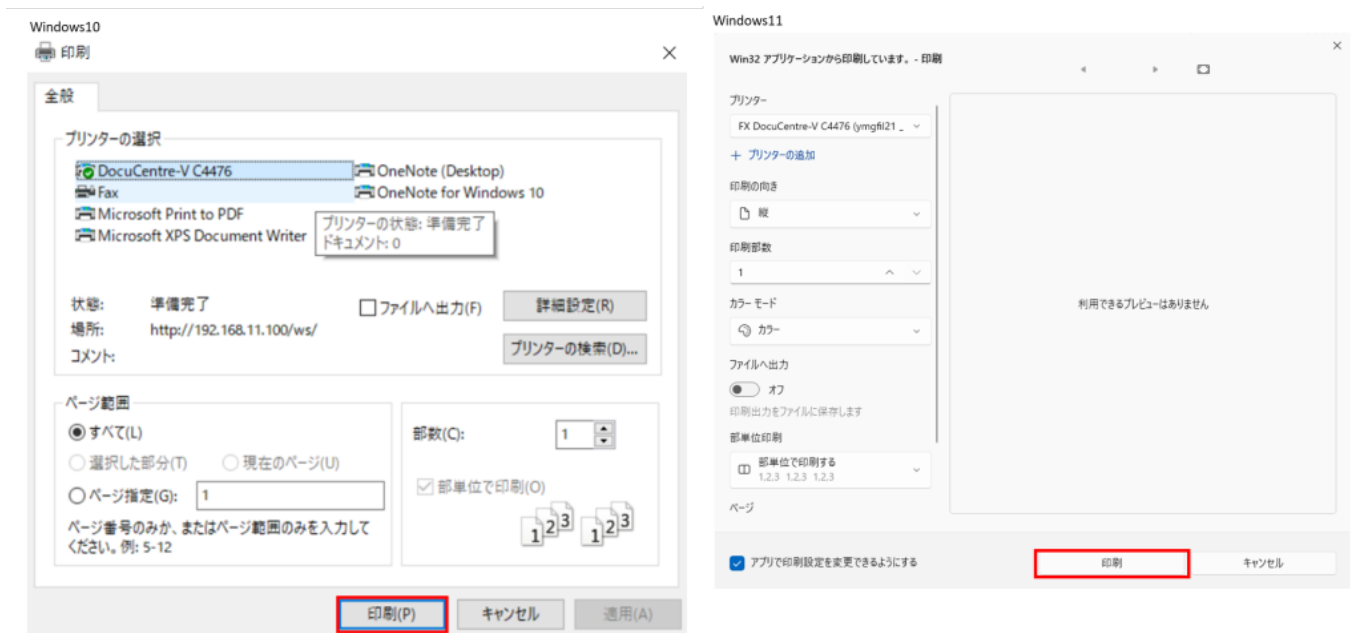 Windows10
印刷
全般
プリンターの選択
DocuCentre-V C4476
OneNote (Desktop)
Fax
OneNote for Windows 10
Microsoft Print to PDF
Microsoft XPS Document Writer
プリンターの状態: 準備完了
ドキュメント: 0
状態: 準備完了
場所: http://192.168.11.100/ws/
コメント:
ファイルへ出力(F)
詳細設定(R)
プリンターの検索(D)...
ページ範囲
すべて(L)
選択した部分(T) 現在のページ(U)
ページ指定(G): 1
ページ番号のみか、またはページ範囲のみを入力して
ください。例: 5-12
部数(C): 1
部単位で印刷(O)
1 2 3 1 2 3
印刷(P) キャンセル 適用(A)
Windows11
Win32 アプリケーションから印刷しています。- 印刷
プリンター
FX DocuCentre-V C4476 (ymgfil21 _
+ プリンターの追加
印刷の向き
縦
印刷部数
1
カラー モード
カラー
ファイルへ出力
オフ
印刷出力をファイルに保存します
部単位印刷
部単位で印刷する
1,2,3 1,2,3 1,2,3
ページ
利用できるプレビューはありません
アプリで印刷設定を変更できるようにする
印刷 キャンセル